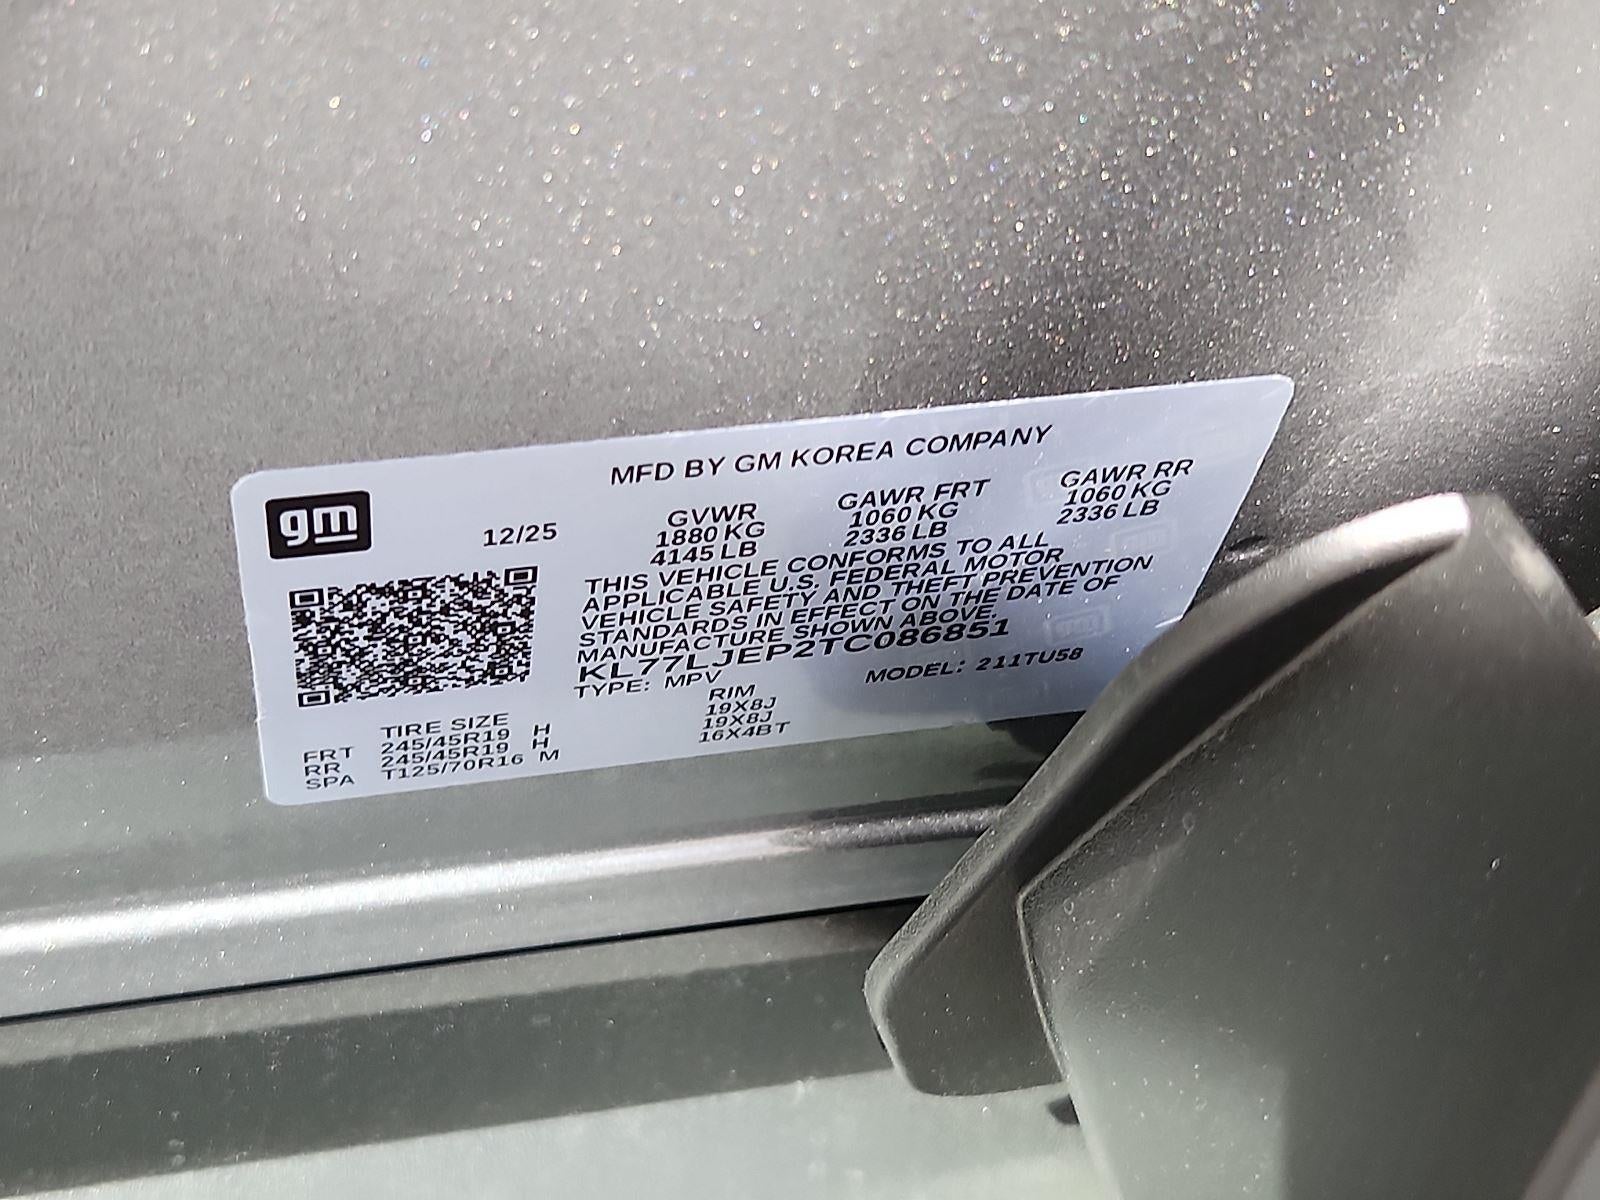 MFD BY GM KOREA COMPANY
gm
12/25
GVWR GAWR FRT GAWR RR
1880 KG 1060 KG 1060 KG
4145 LB 2336 LB 2336 LB
THIS VEHICLE CONFORMS TO ALL
APPLICABLE U.S. FEDERAL MOTOR
VEHICLE SAFETY AND THEFT PREVENTION
STANDARDS IN EFFECT ON THE DATE OF
MANUFACTURE SHOWN ABOVE.
KL77LJEP2TC086851
TYPE: MPV MODEL: 211TU58
TIRE SIZE RIM
FRT 245/45R19 H 19X8J
RR 245/45R19 H 19X8J
SPA T125/70R16 M 16X4BT
gm
gm